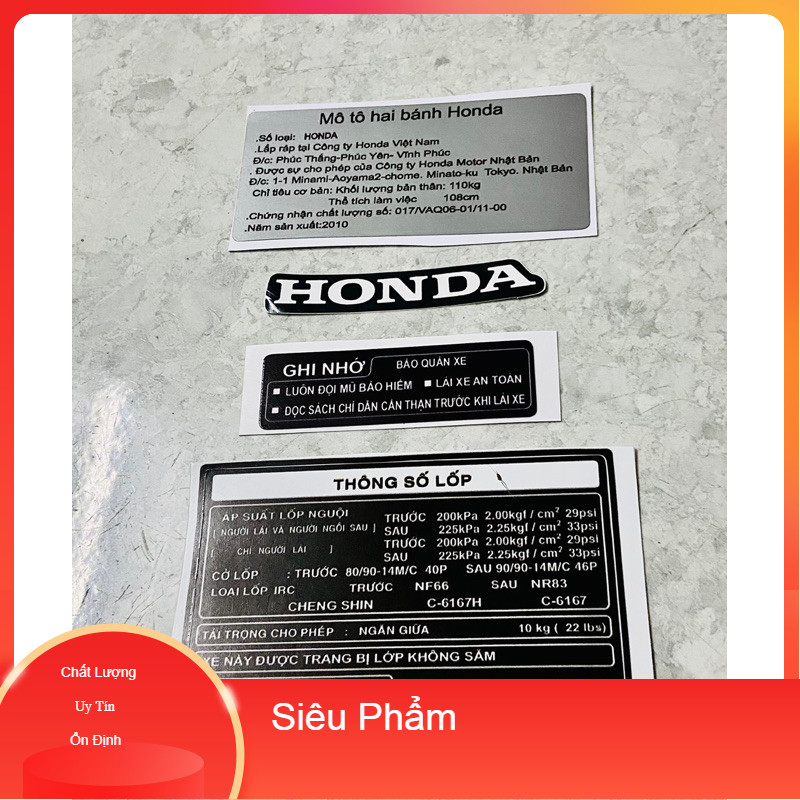 Mô tô hai bánh Honda
.Số loại: HONDA
.Lắp ráp tại Công ty Honda Việt Nam
Đ/c: Phúc Thắng-Phúc Yên- Vĩnh Phúc
. Được sự cho phép của Công ty Honda Motor Nhật Bản
Đ/c: 1-1 Minami-Aoyama2-chome. Minato-ku Tokyo. Nhật Bản
Chỉ tiêu cơ bản: Khối lượng bản thân: 110kg
Thể tích làm việc 108cm
.Chứng nhận chất lượng số: 017/VAQ06-01/11-00
.Năm sản xuất:2010
HONDA
GHI NHỚ BẢO QUẢN XE
LUÔN ĐỘI MŨ BẢO HIỂM LÁI XE AN TOÀN
DỌC SÁCH CHỈ DẪN CẨN THẬN TRƯỚC KHI LÁI XE
THÔNG SỐ LỐP
ÁP SUẤT LỐP NGUỘI TRƯỚC 200kPa 2.00kgf / cm² 29psi
[ NGƯỜI LÁI VÀ NGƯỜI NGỒI SAU ] SAU 225kPa 2.25kgf / cm² 33psi
[ CHỈ NGƯỜI LÁI ] TRƯỚC 200kPa 2.00kgf / cm² 29psi
SAU 225kPa 2.25kgf / cm² 33psi
CỞ LỐP : TRƯỚC 80/90-14M/C 40P SAU 90/90-14M/C 46P
LOẠI LỐP IRC TRƯỚC NF66 SAU NR83
CHENG SHIN C-6167H C-6167
TẢI TRỌNG CHO PHÉP : NGĂN GIỮA 10 kg ( 22 lbs)
XE NÀY ĐƯỢC TRANG BỊ LỚP KHÔNG SĂM
Chất Lượng
Uy Tín
Ổn Định
Siêu Phẩm